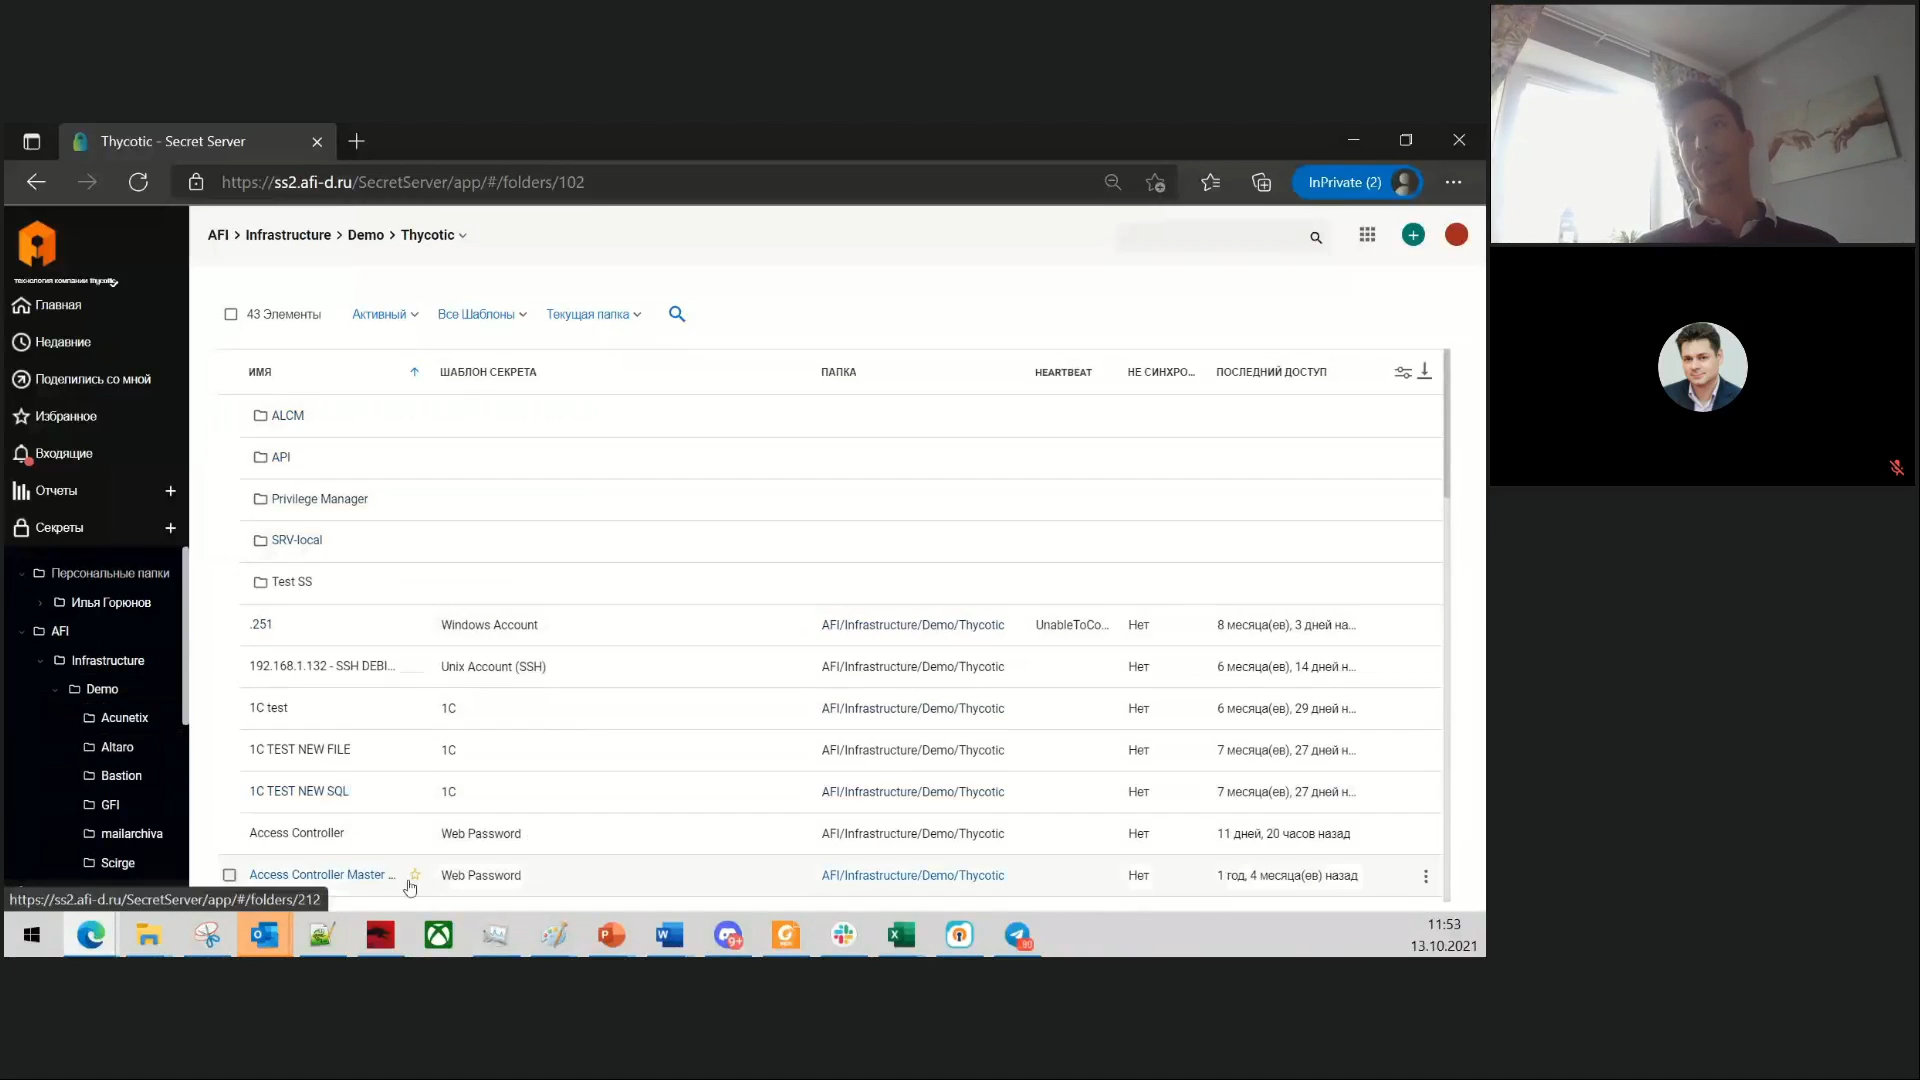 Thycotic - Secret Server
https://ss2.afi-d.ru/SecretServer/app/#/folders/102
InPrivate (2)
технология компании thycotic
Главная
Недавние
Поделились со мной
Избранное
Входящие
Отчеты
Секреты
Персональные папки
Илья Горюнов
AFI
Infrastructure
Demo
Acunetix
Altaro
Bastion
GFI
mailarchiva
Scirge
AFI > Infrastructure > Demo > Thycotic
43 Элементы Активный Все Шаблоны Текущая папка
ИМЯ ШАБЛОН СЕКРЕТА ПАПКА HEARTBEAT НЕ СИНХРО... ПОСЛЕДНИЙ ДОСТУП
ALCM
API
Privilege Manager
SRV-local
Test SS
.251 Windows Account AFI/Infrastructure/Demo/Thycotic UnableToCo... Нет 8 месяца(ев), 3 дней на...
192.168.1.132 - SSH DEBI... Unix Account (SSH) AFI/Infrastructure/Demo/Thycotic Нет 6 месяца(ев), 14 дней н...
1C test 1C AFI/Infrastructure/Demo/Thycotic Нет 6 месяца(ев), 29 дней н...
1C TEST NEW FILE 1C AFI/Infrastructure/Demo/Thycotic Нет 7 месяца(ев), 27 дней н...
1C TEST NEW SQL 1C AFI/Infrastructure/Demo/Thycotic Нет 7 месяца(ев), 27 дней н...
Access Controller Web Password AFI/Infrastructure/Demo/Thycotic Нет 11 дней, 20 часов назад
Access Controller Master ... Web Password AFI/Infrastructure/Demo/Thycotic Нет 1 год, 4 месяца(ев) назад
https://ss2.afi-d.ru/SecretServer/app/#/folders/212
9+
90
11:53
13.10.2021